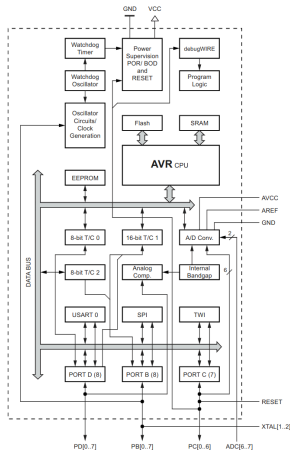 GND VCC
Watchdog Timer
Power Supervision POR/ BOD and RESET
debugWIRE
Watchdog Oscillator
Program Logic
Oscillator Circuits/ Clock Generation
Flash
SRAM
AVR CPU
EEPROM
AVCC
AREF
GND
8-bit T/C 0
16-bit T/C 1
A/D Conv.
2
DATA BUS
8-bit T/C 2
Analog Comp.
Internal Bandgap
6
USART 0
SPI
TWI
PORT D (8)
PORT B (8)
PORT C (7)
RESET
XTAL[1..2]
PD[0..7]
PB[0..7]
PC[0..6]
ADC[6..7]